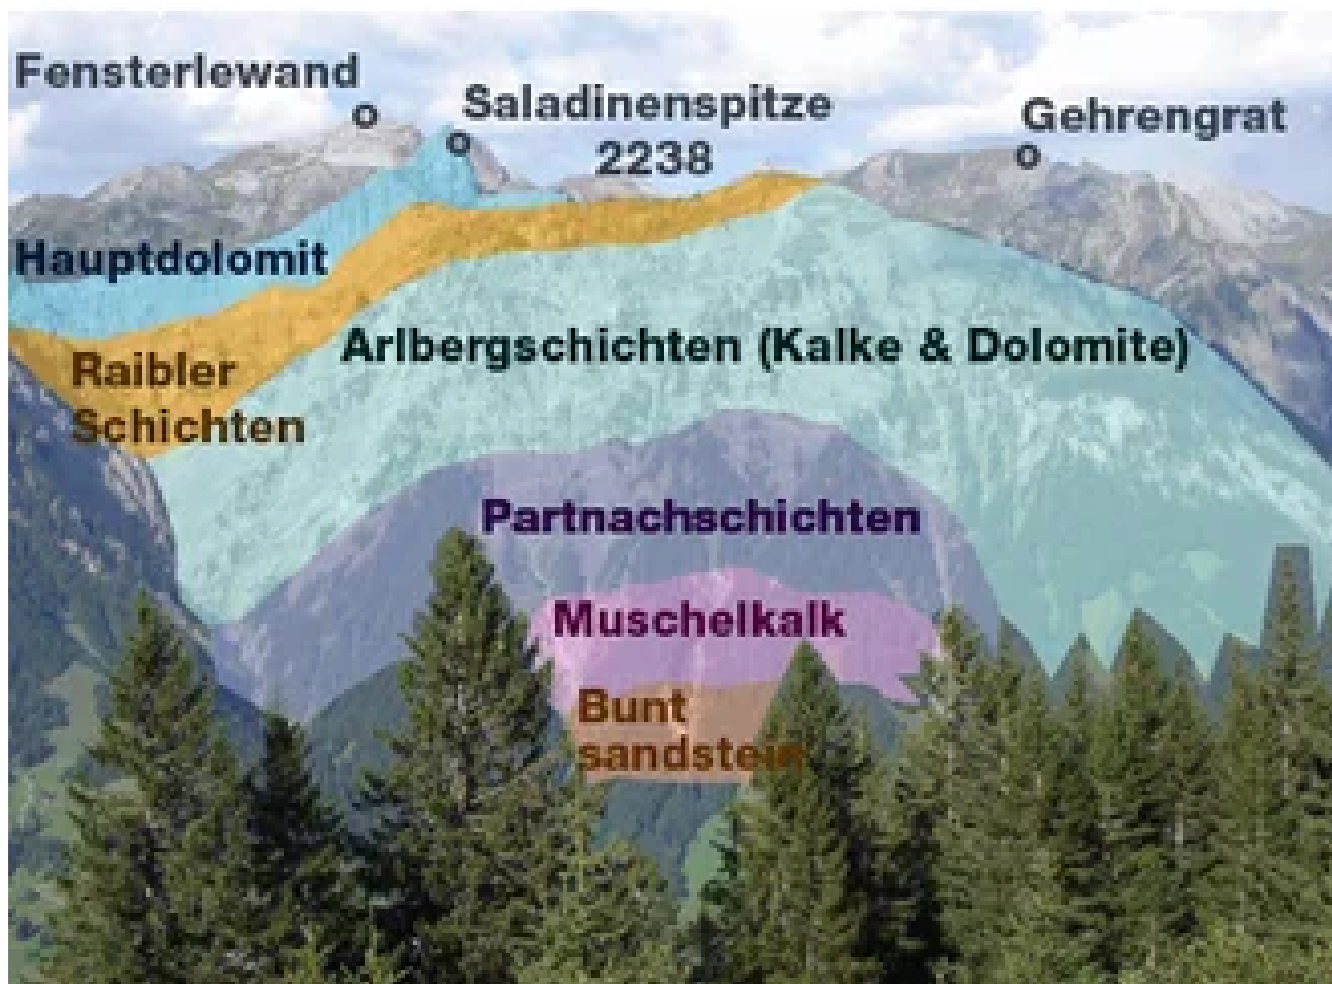 Fensterlewand
Saladinenspitze
2238
Gehrengrat
Hauptdolomit
Raibler
Schichten
Arlbergschichten (Kalke & Dolomite)
Partnachschichten
Muschelkalk
Bunt
sandstein